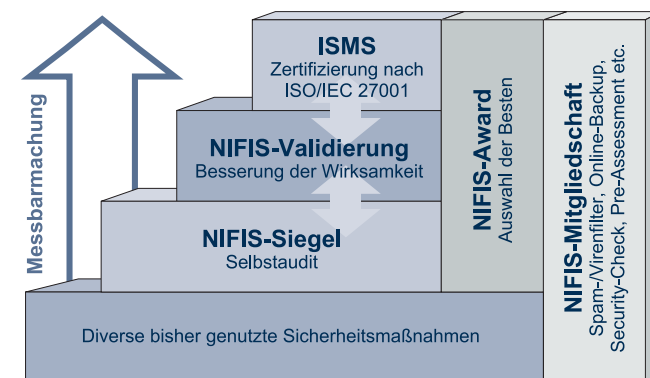 ISMS
Zertifizierung nach
ISO/IEC 27001
NIFIS-Validierung
Besserung der Wirksamkeit
NIFIS-Siegel
Selbstaudit
Diverse bisher genutzte Sicherheitsmaßnahmen
Messbarmachung
NIFIS-Award
Auswahl der Besten
NIFIS-Mitgliedschaft
Spam-/Virenfilter, Online-Backup,
Security-Check, Pre-Assessment etc.